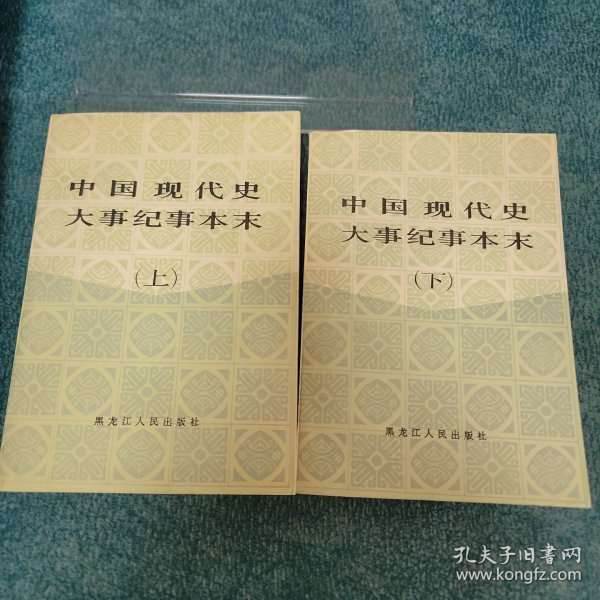 中国现代史
大事纪事本末
（上）
黑龙江人民出版社
中国现代史
大事纪事本末
（下）
黑龙江人民出版社
孔夫子旧书网
www.kongfz.com